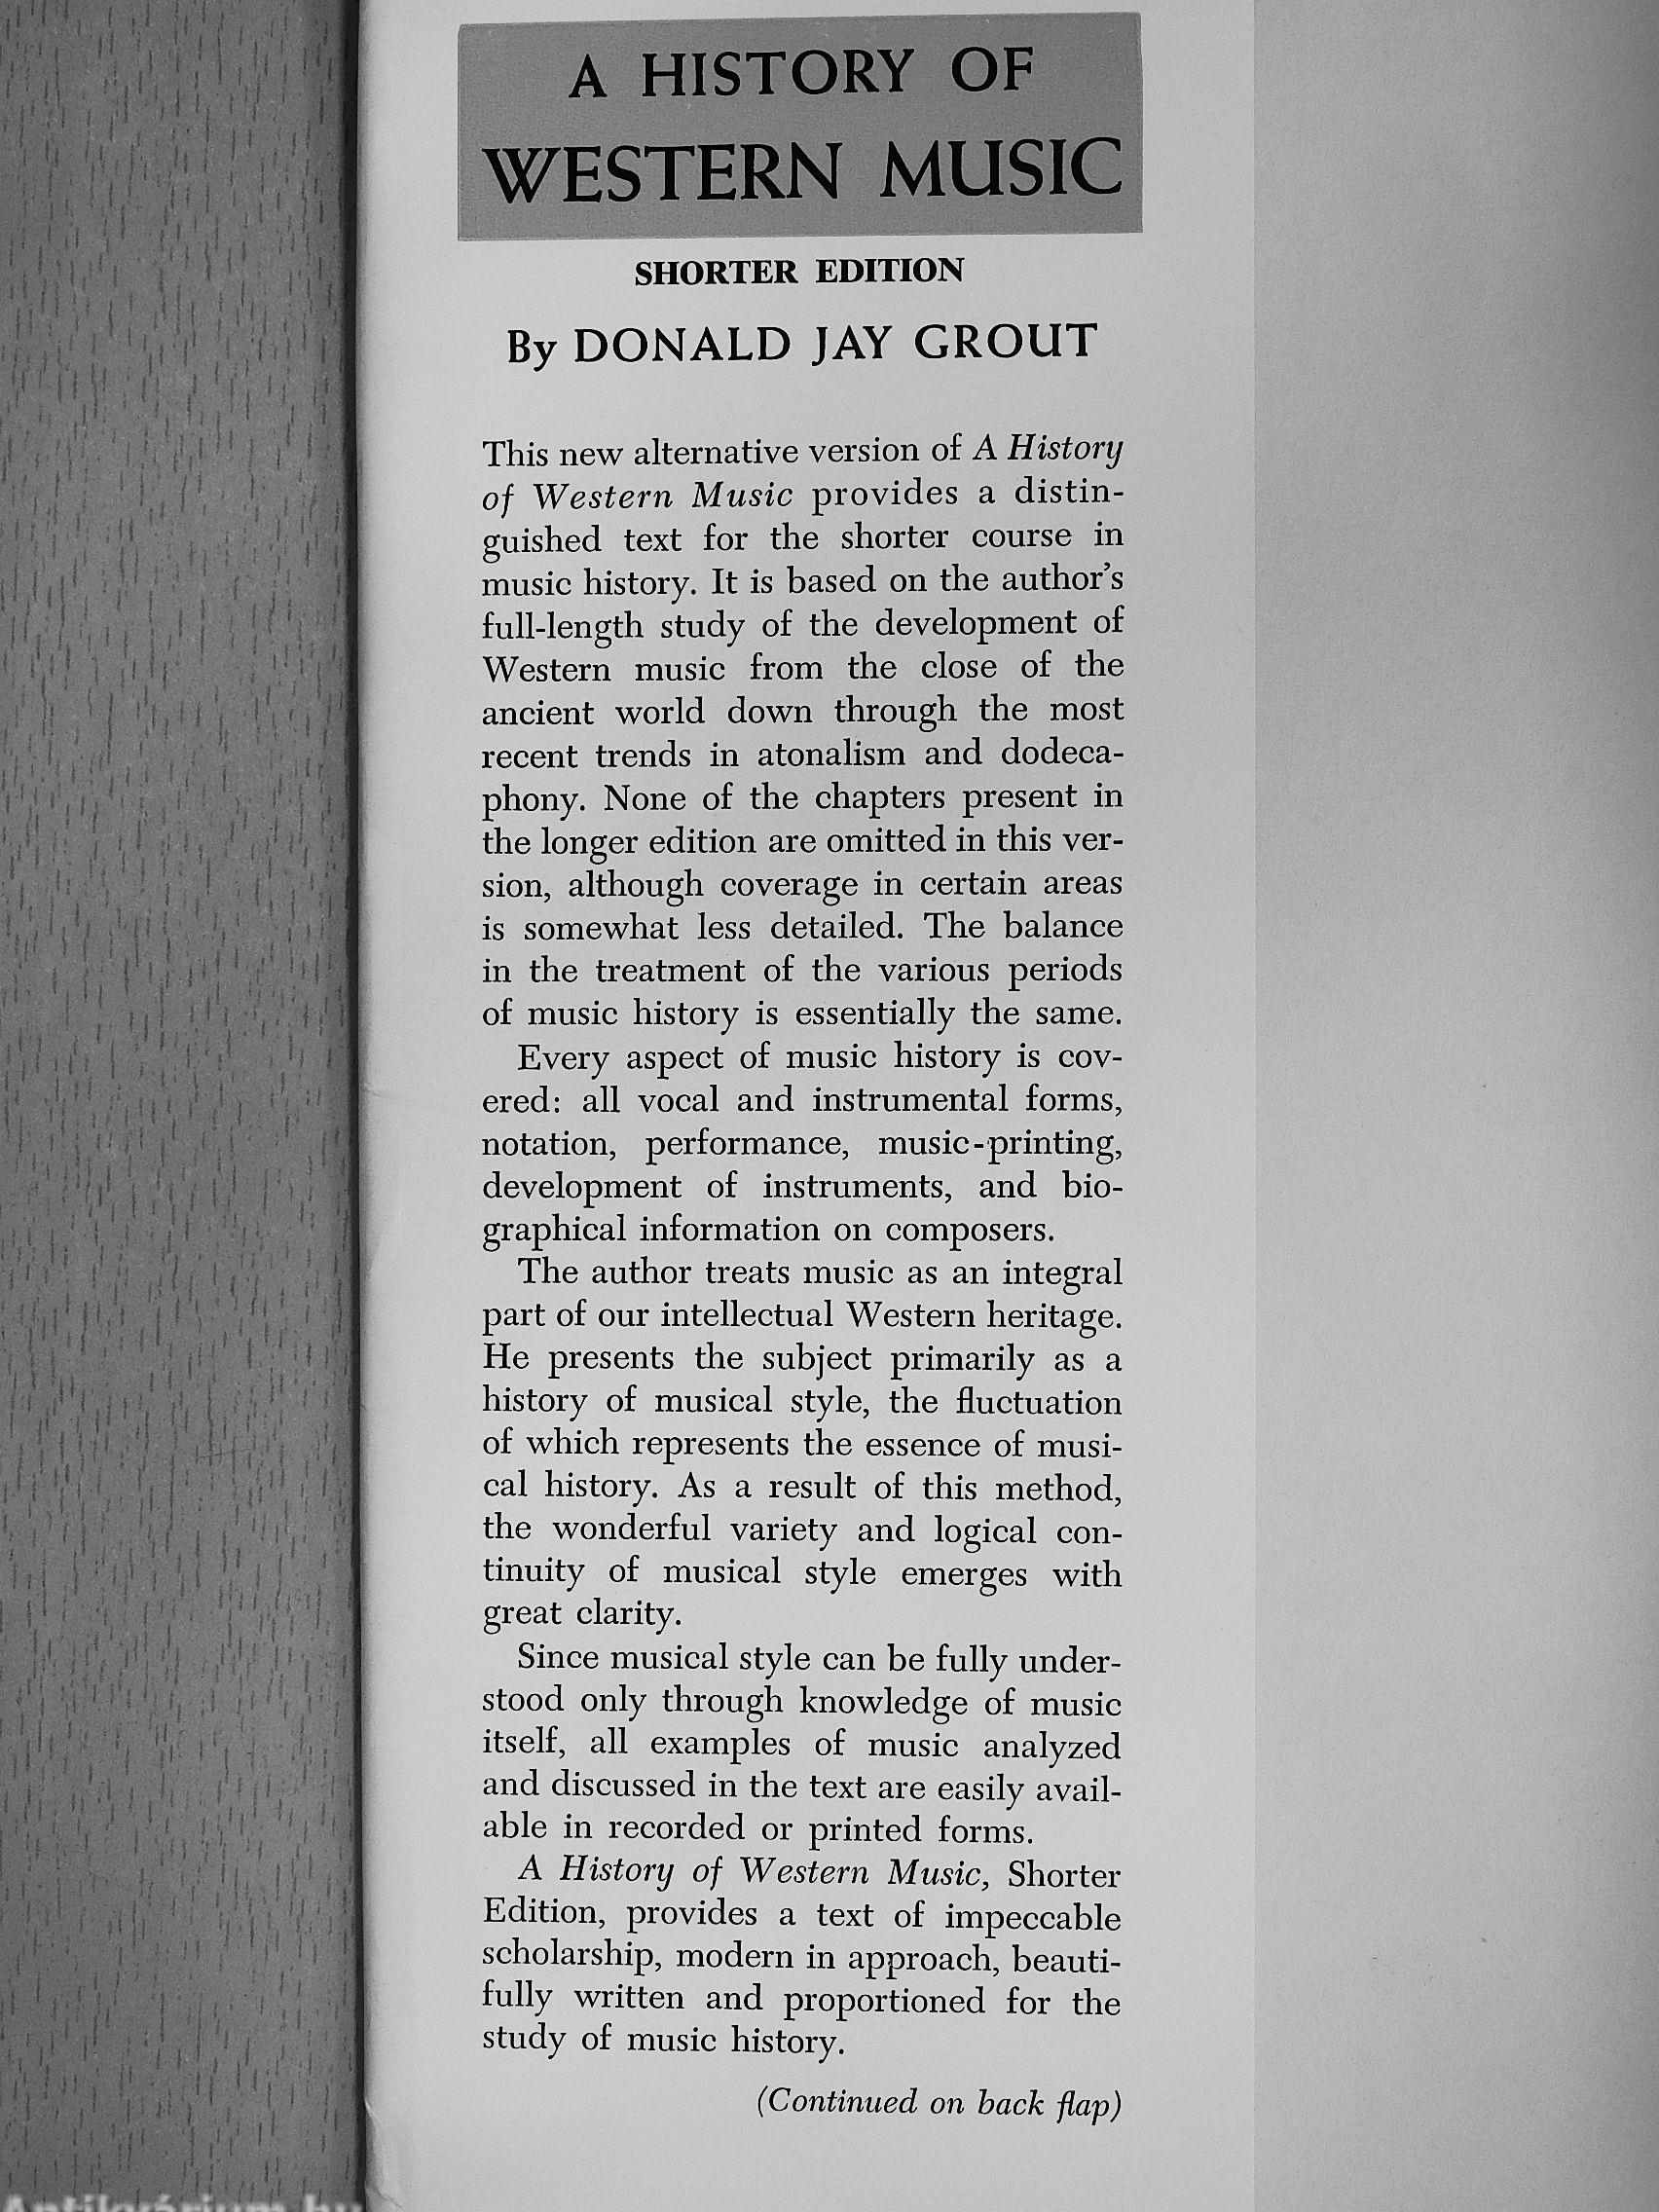 A HISTORY OF
WESTERN MUSIC
SHORTER EDITION
By DONALD JAY GROUT
This new alternative version of A History
of Western Music provides a distin-
guished text for the shorter course in
music history. It is based on the author's
full-length study of the development of
Western music from the close of the
ancient world down through the most
recent trends in atonalism and dodeca-
phony. None of the chapters present in
the longer edition are omitted in this ver-
sion, although coverage in certain areas
is somewhat less detailed. The balance
in the treatment of the various periods
of music history is essentially the same.
Every aspect of music history is cov-
ered: all vocal and instrumental forms,
notation, performance, music-printing,
development of instruments, and bio-
graphical information on composers.
The author treats music as an integral
part of our intellectual Western heritage.
He presents the subject primarily as a
history of musical style, the fluctuation
of which represents the essence of musi-
cal history. As a result of this method,
the wonderful variety and logical con-
tinuity of musical style emerges with
great clarity.
Since musical style can be fully under-
stood only through knowledge of music
itself, all examples of music analyzed
and discussed in the text are easily avail-
able in recorded or printed forms.
A History of Western Music, Shorter
Edition, provides a text of impeccable
scholarship, modern in approach, beauti-
fully written and proportioned for the
study of music history.
(Continued on back flap)
Antikvárium.hu